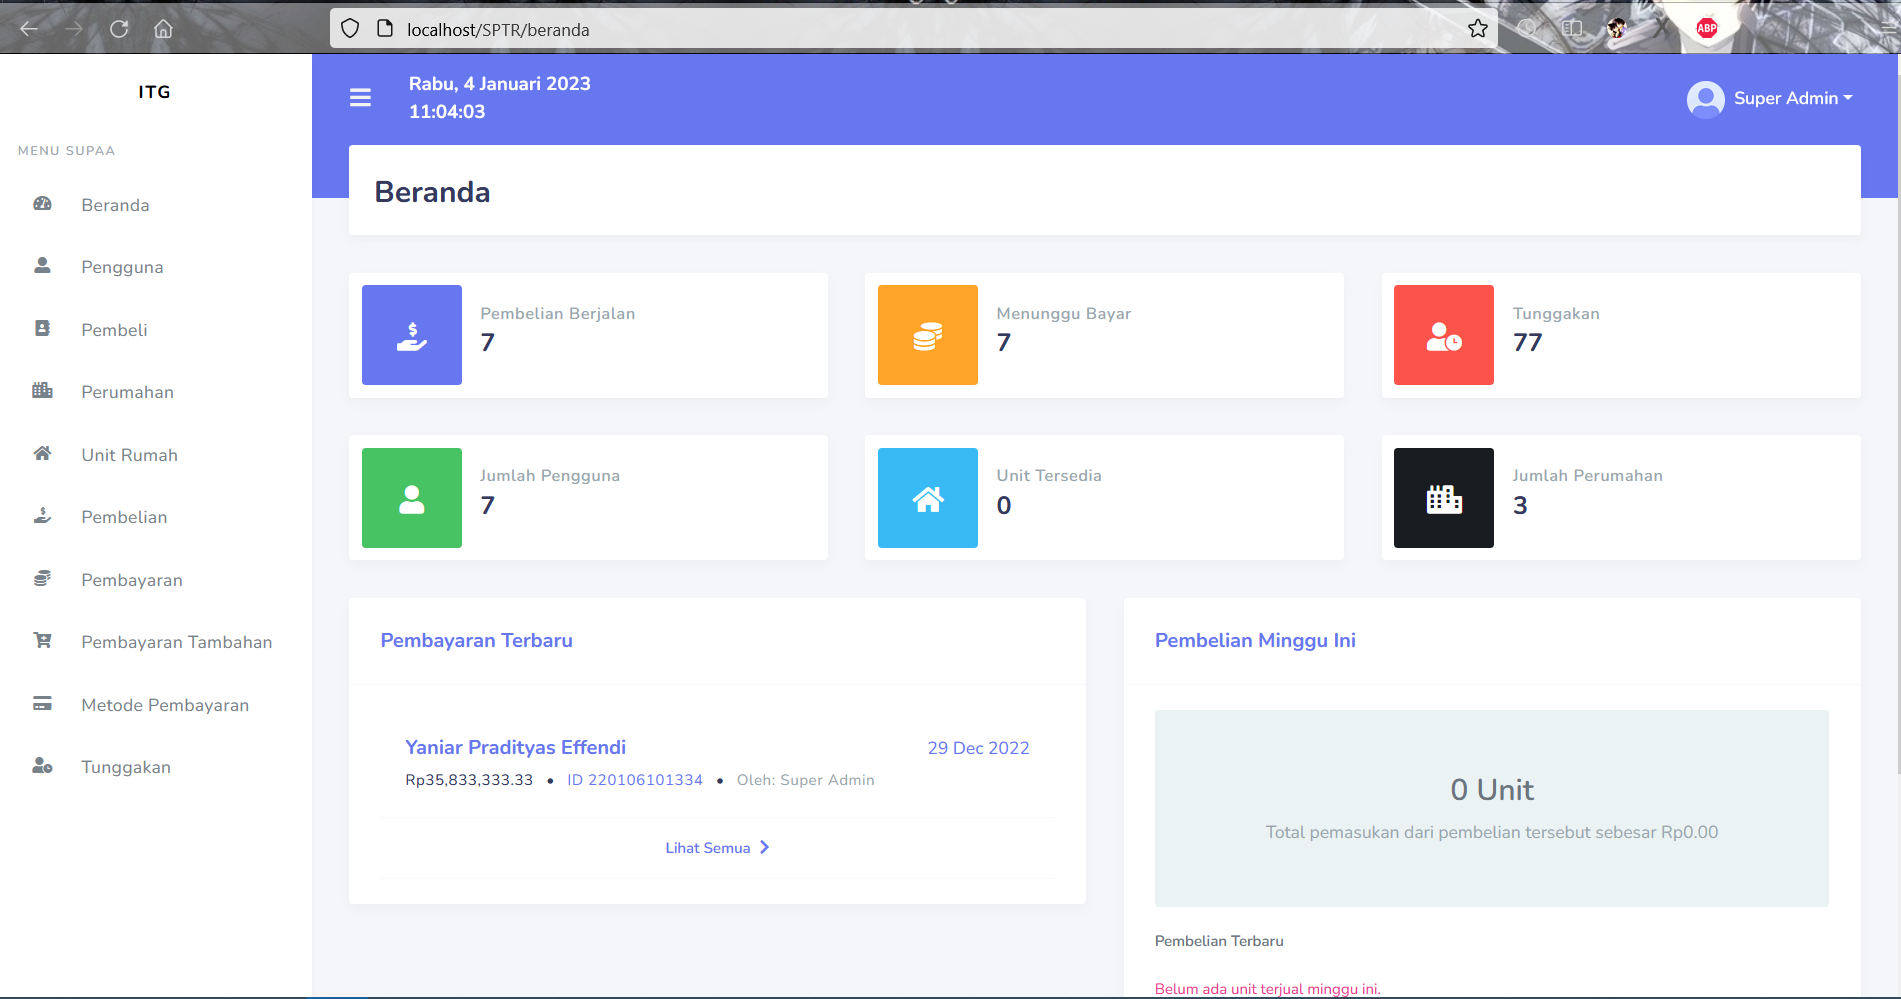 localhost/SPTR/beranda
ABP
ITG
MENU SUPAA
Beranda
Pengguna
Pembeli
Perumahan
Unit Rumah
Pembelian
Pembayaran
Pembayaran Tambahan
Metode Pembayaran
Tunggakan
Rabu, 4 Januari 2023
11:04:03
Super Admin
Beranda
Pembelian Berjalan
7
Menunggu Bayar
7
Tunggakan
77
Jumlah Pengguna
7
Unit Tersedia
0
Jumlah Perumahan
3
Pembayaran Terbaru
Yaniar Pradityas Effendi
29 Dec 2022
Rp35,833,333.33 • ID 220106101334 • Oleh: Super Admin
Lihat Semua
Pembelian Minggu Ini
0 Unit
Total pemasukan dari pembelian tersebut sebesar Rp0.00
Pembelian Terbaru
Belum ada unit terjual minggu ini.